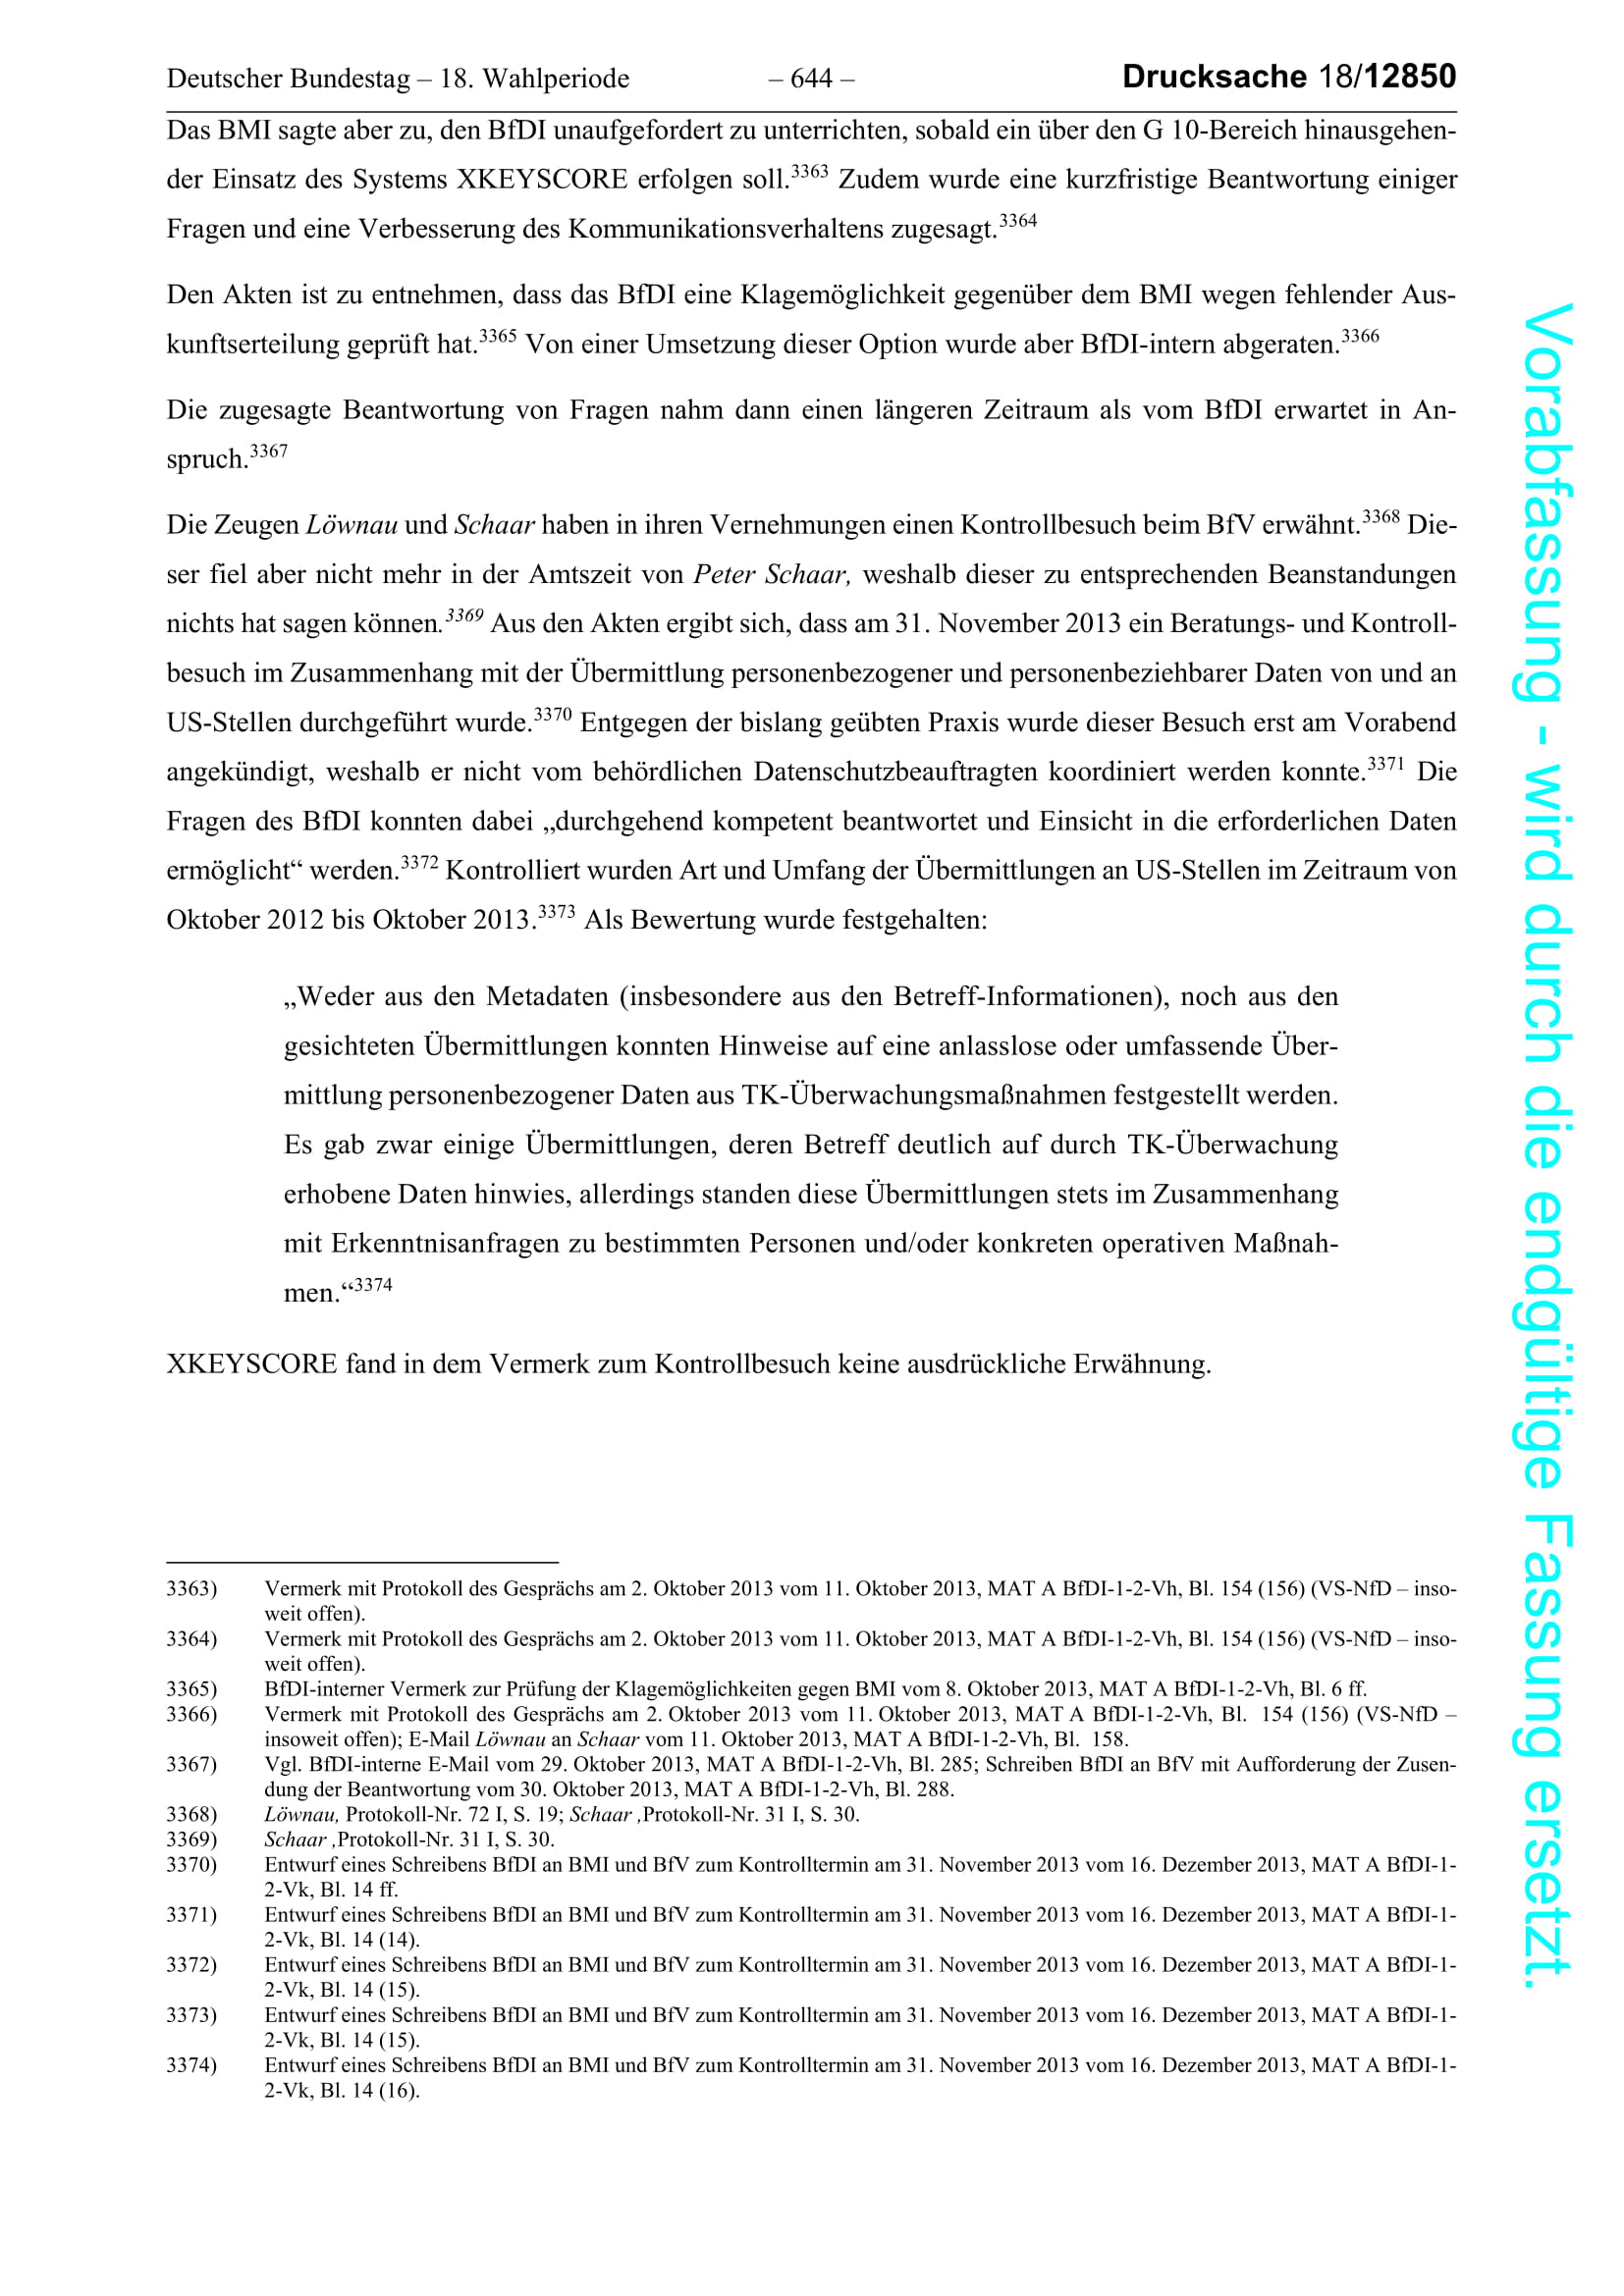 Deutscher Bundestag – 18. Wahlperiode – 644 – Drucksache 18/12850
Das BMI sagte aber zu, den BfDI unaufgefordert zu unterrichten, sobald ein über den G 10-Bereich hinausgehen-
der Einsatz des Systems XKEYSCORE erfolgen soll.3363 Zudem wurde eine kurzfristige Beantwortung einiger
Fragen und eine Verbesserung des Kommunikationsverhaltens zugesagt.3364
Den Akten ist zu entnehmen, dass das BfDI eine Klagemöglichkeit gegenüber dem BMI wegen fehlender Aus-
kunftserteilung geprüft hat.3365 Von einer Umsetzung dieser Option wurde aber BfDI-intern abgeraten.3366
Die zugesagte Beantwortung von Fragen nahm dann einen längeren Zeitraum als vom BfDI erwartet in An-
spruch.3367
Die Zeugen Löwnau und Schaar haben in ihren Vernehmungen einen Kontrollbesuch beim BfV erwähnt.3368 Die-
ser fiel aber nicht mehr in der Amtszeit von Peter Schaar, weshalb dieser zu entsprechenden Beanstandungen
nichts hat sagen können.3369 Aus den Akten ergibt sich, dass am 31. November 2013 ein Beratungs- und Kontroll-
besuch im Zusammenhang mit der Übermittlung personenbezogener und personenbeziehbarer Daten von und an
US-Stellen durchgeführt wurde.3370 Entgegen der bislang geübten Praxis wurde dieser Besuch erst am Vorabend
angekündigt, weshalb er nicht vom behördlichen Datenschutzbeauftragten koordiniert werden konnte.3371 Die
Fragen des BfDI konnten dabei „durchgehend kompetent beantwortet und Einsicht in die erforderlichen Daten
ermöglicht“ werden.3372 Kontrolliert wurden Art und Umfang der Übermittlungen an US-Stellen im Zeitraum von
Oktober 2012 bis Oktober 2013.3373 Als Bewertung wurde festgehalten:
„Weder aus den Metadaten (insbesondere aus den Betreff-Informationen), noch aus den
gesichteten Übermittlungen konnten Hinweise auf eine anlasslose oder umfassende Über-
mittlung personenbezogener Daten aus TK-Überwachungsmaßnahmen festgestellt werden.
Es gab zwar einige Übermittlungen, deren Betreff deutlich auf durch TK-Überwachung
erhobene Daten hinwies, allerdings standen diese Übermittlungen stets im Zusammenhang
mit Erkenntnisanfragen zu bestimmten Personen und/oder konkreten operativen Maßnah-
men.“3374
XKEYSCORE fand in dem Vermerk zum Kontrollbesuch keine ausdrückliche Erwähnung.
3363) Vermerk mit Protokoll des Gesprächs am 2. Oktober 2013 vom 11. Oktober 2013, MAT A BfDI-1-2-Vh, Bl. 154 (156) (VS-NfD – inso-
weit offen).
3364) Vermerk mit Protokoll des Gesprächs am 2. Oktober 2013 vom 11. Oktober 2013, MAT A BfDI-1-2-Vh, Bl. 154 (156) (VS-NfD – inso-
weit offen).
3365) BfDI-interner Vermerk zur Prüfung der Klagemöglichkeiten gegen BMI vom 8. Oktober 2013, MAT A BfDI-1-2-Vh, Bl. 6 ff.
3366) Vermerk mit Protokoll des Gesprächs am 2. Oktober 2013 vom 11. Oktober 2013, MAT A BfDI-1-2-Vh, Bl. 154 (156) (VS-NfD –
insoweit offen); E-Mail Löwnau an Schaar vom 11. Oktober 2013, MAT A BfDI-1-2-Vh, Bl. 158.
3367) Vgl. BfDI-interne E-Mail vom 29. Oktober 2013, MAT A BfDI-1-2-Vh, Bl. 285; Schreiben BfDI an BfV mit Aufforderung der Zusen-
dung der Beantwortung vom 30. Oktober 2013, MAT A BfDI-1-2-Vh, Bl. 288.
3368) Löwnau, Protokoll-Nr. 72 I, S. 19; Schaar ,Protokoll-Nr. 31 I, S. 30.
3369) Schaar ,Protokoll-Nr. 31 I, S. 30.
3370) Entwurf eines Schreibens BfDI an BMI und BfV zum Kontrolltermin am 31. November 2013 vom 16. Dezember 2013, MAT A BfDI-1-
2-Vk, Bl. 14 ff.
3371) Entwurf eines Schreibens BfDI an BMI und BfV zum Kontrolltermin am 31. November 2013 vom 16. Dezember 2013, MAT A BfDI-1-
2-Vk, Bl. 14 (14).
3372) Entwurf eines Schreibens BfDI an BMI und BfV zum Kontrolltermin am 31. November 2013 vom 16. Dezember 2013, MAT A BfDI-1-
2-Vk, Bl. 14 (15).
3373) Entwurf eines Schreibens BfDI an BMI und BfV zum Kontrolltermin am 31. November 2013 vom 16. Dezember 2013, MAT A BfDI-1-
2-Vk, Bl. 14 (15).
3374) Entwurf eines Schreibens BfDI an BMI und BfV zum Kontrolltermin am 31. November 2013 vom 16. Dezember 2013, MAT A BfDI-1-
2-Vk, Bl. 14 (16).
Vorabfassung - wird durch die endgültige Fassung ersetzt.